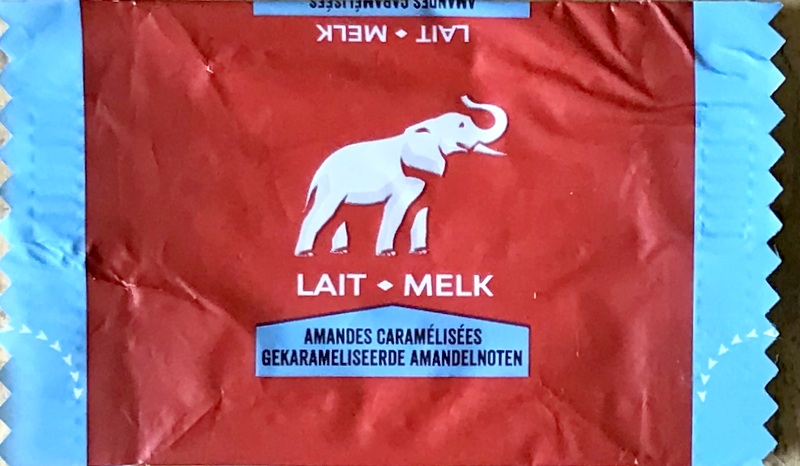 AMANDES CARAMÉLISÉES
LAIT ◆ MELK
LAIT ◆ MELK
AMANDES CARAMÉLISÉES
GEKARAMELISEERDE AMANDELNOTEN